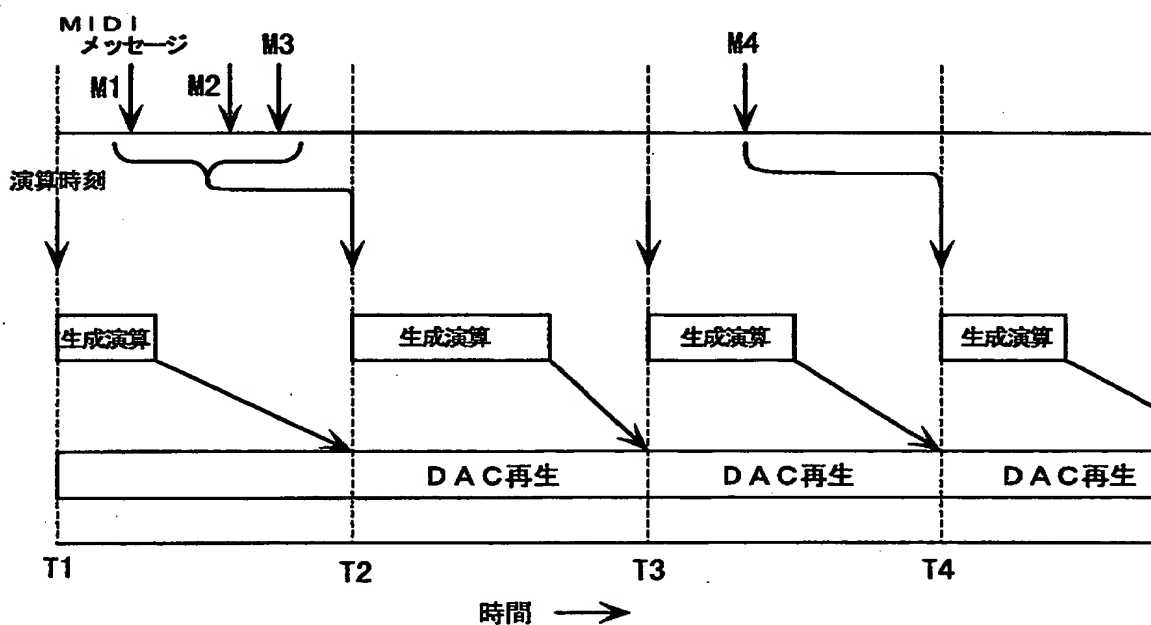 ＭＩＤＩ
メッセージ
M1
M2
M3
M4
演算時刻
生成演算
生成演算
生成演算
生成演算
ＤＡＣ再生
ＤＡＣ再生
ＤＡＣ再生
T1
T2
T3
T4
時間